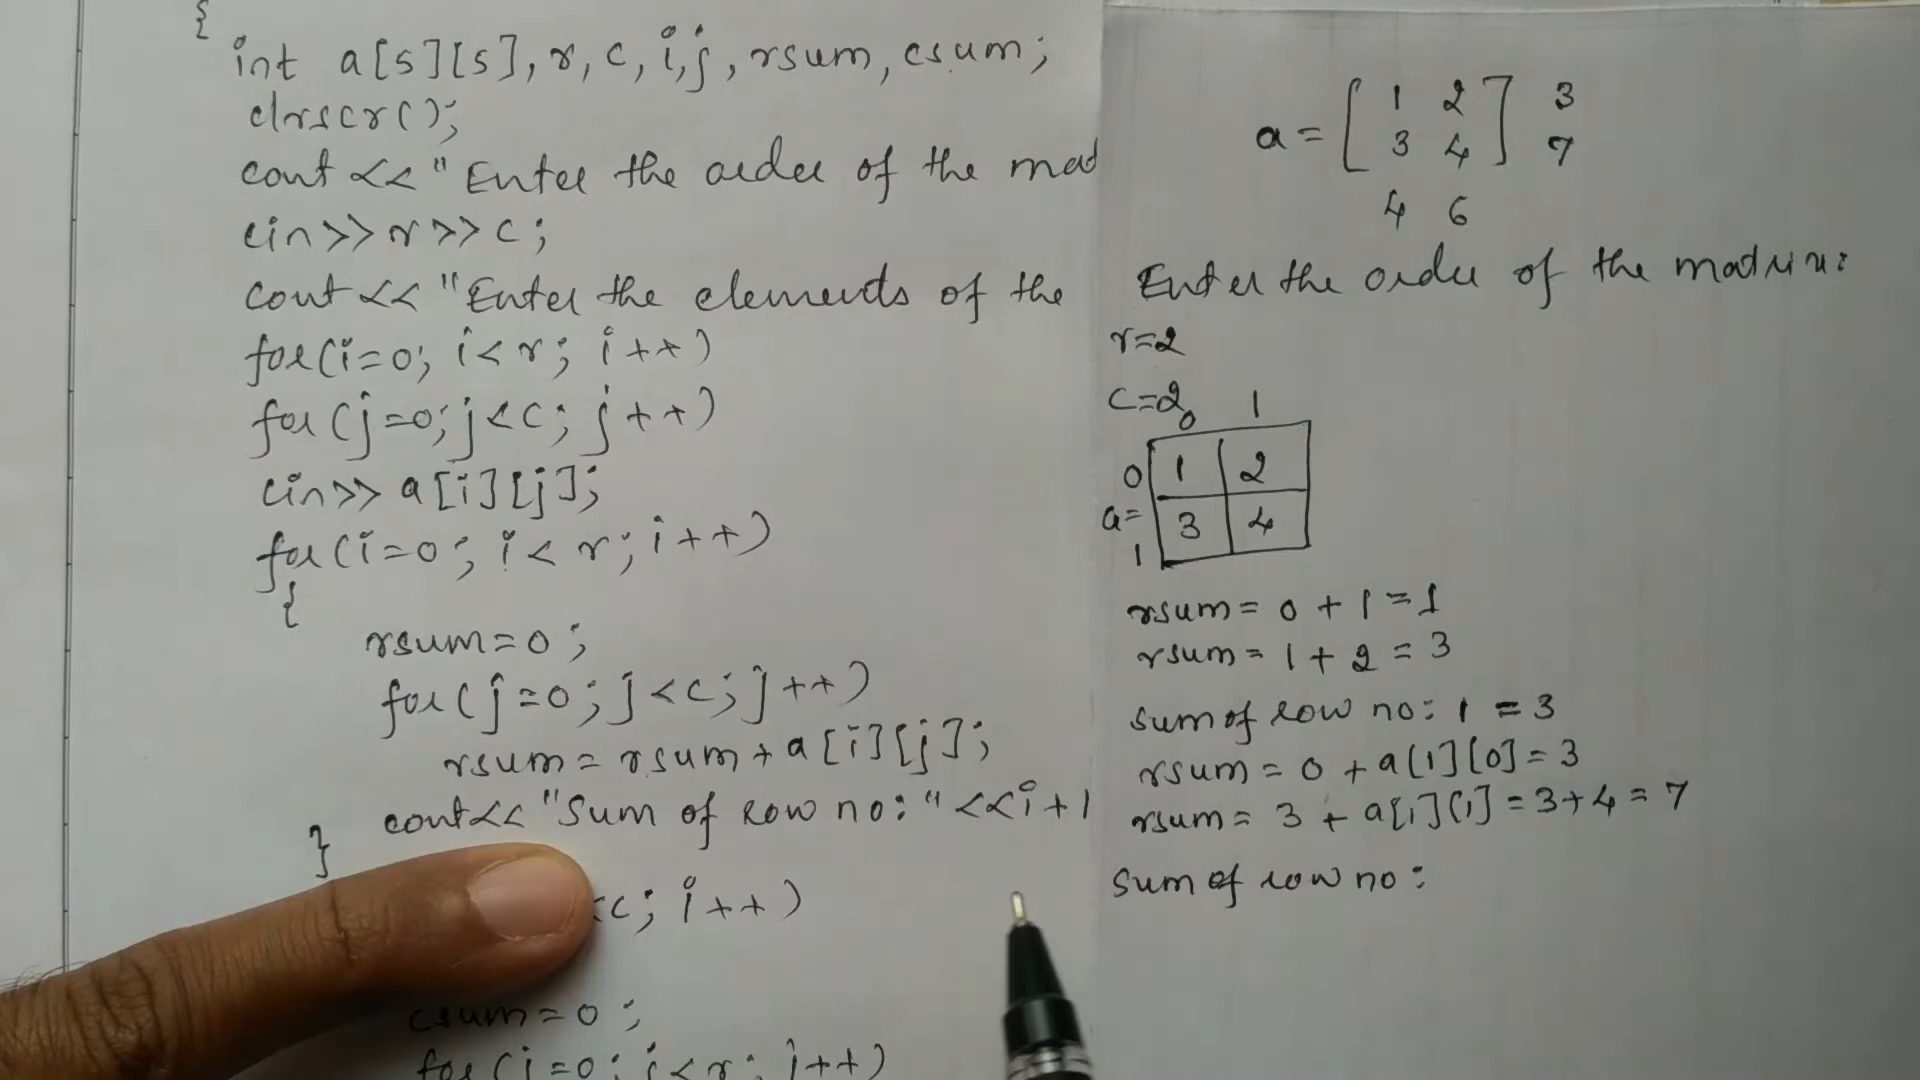 {
int a[5][5], r, c, i,j, rsum, csum;
clrscr();
cout << "Enter the order of the mat
cin>>r>>c;
cout << "Enter the elements of the
for(i=0; i<r; i++)
for(j=0; j<c; j++)
cin>> a[i][j];
for(i=0; i<r; i++)
{
rsum=0;
for(j=0; j<c; j++)
rsum = rsum + a[i][j];
cout<< "Sum of row no: " <<i+1
}
<c; i++)
csum=0;
for(j=0; j<r; j++)
a = [ 1 2 ] 3
3 4 7
4 6
Enter the order of the matrix:
r=2
c=2
0 1
0 1 2
a= 3 4
1
rsum = 0 + 1 = 1
rsum = 1 + 2 = 3
sum of row no: 1 = 3
rsum = 0 + a[1][0] = 3
rsum = 3 + a[1][1] = 3+4 = 7
sum of row no: